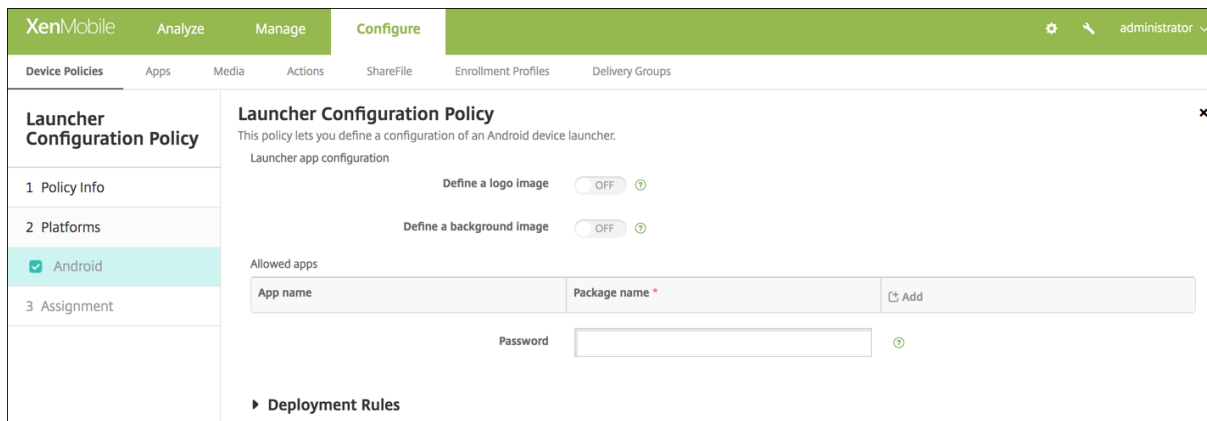 XenMobile Analyze Manage Configure administrator
Device Policies Apps Media Actions ShareFile Enrollment Profiles Delivery Groups
Launcher
Configuration Policy
1 Policy Info
2 Platforms
Android
3 Assignment
Launcher Configuration Policy
This policy lets you define a configuration of an Android device launcher.
Launcher app configuration
Define a logo image OFF ?
Define a background image OFF ?
Allowed apps
App name Package name * Add
Password ?
Deployment Rules